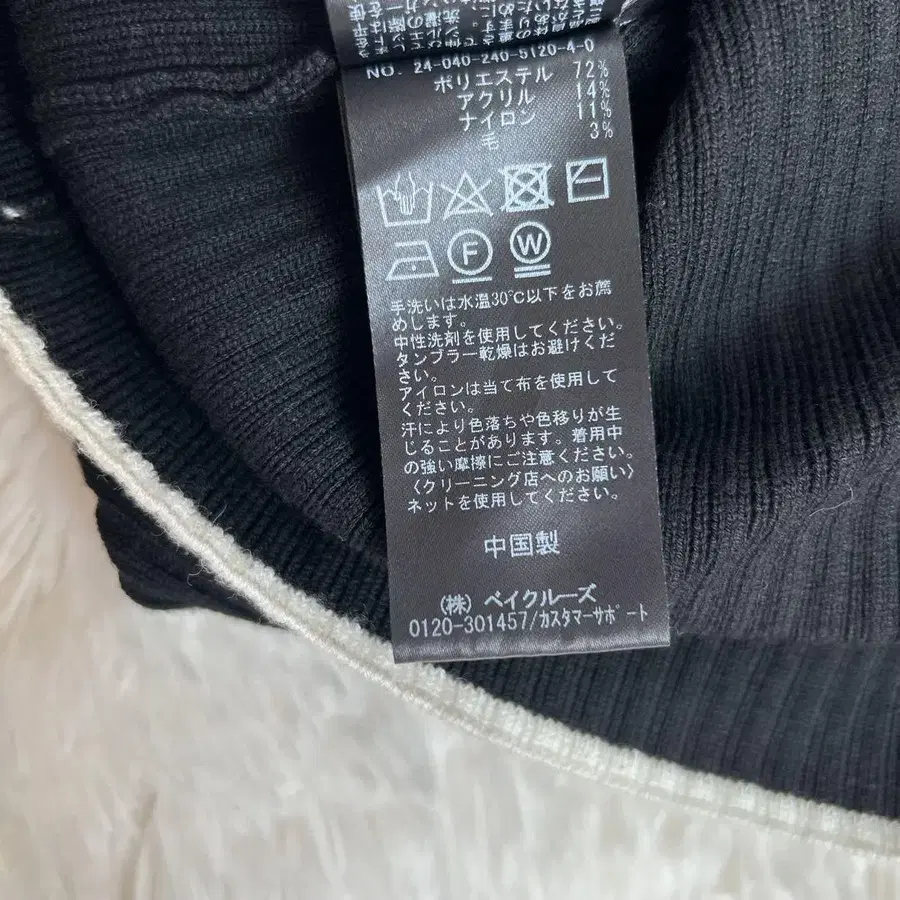 NO. 24-040-240-5120-4-0
ポリエステル 72%
アクリル 14%
ナイロン 11%
毛 3%
F W
手洗いは水温30℃以下をお薦
めします。
中性洗剤を使用してください。
タンブラー乾燥はお避けくだ
さい。
アイロンは当て布を使用して
ください。
汗により色落ちや色移りが生
じることがあります。着用中
の強い摩擦にご注意ください。
〈クリーニング店へのお願い〉
ネットを使用してください。
中国製
(株) ベイクルーズ
0120-301457/カスタマーサポート